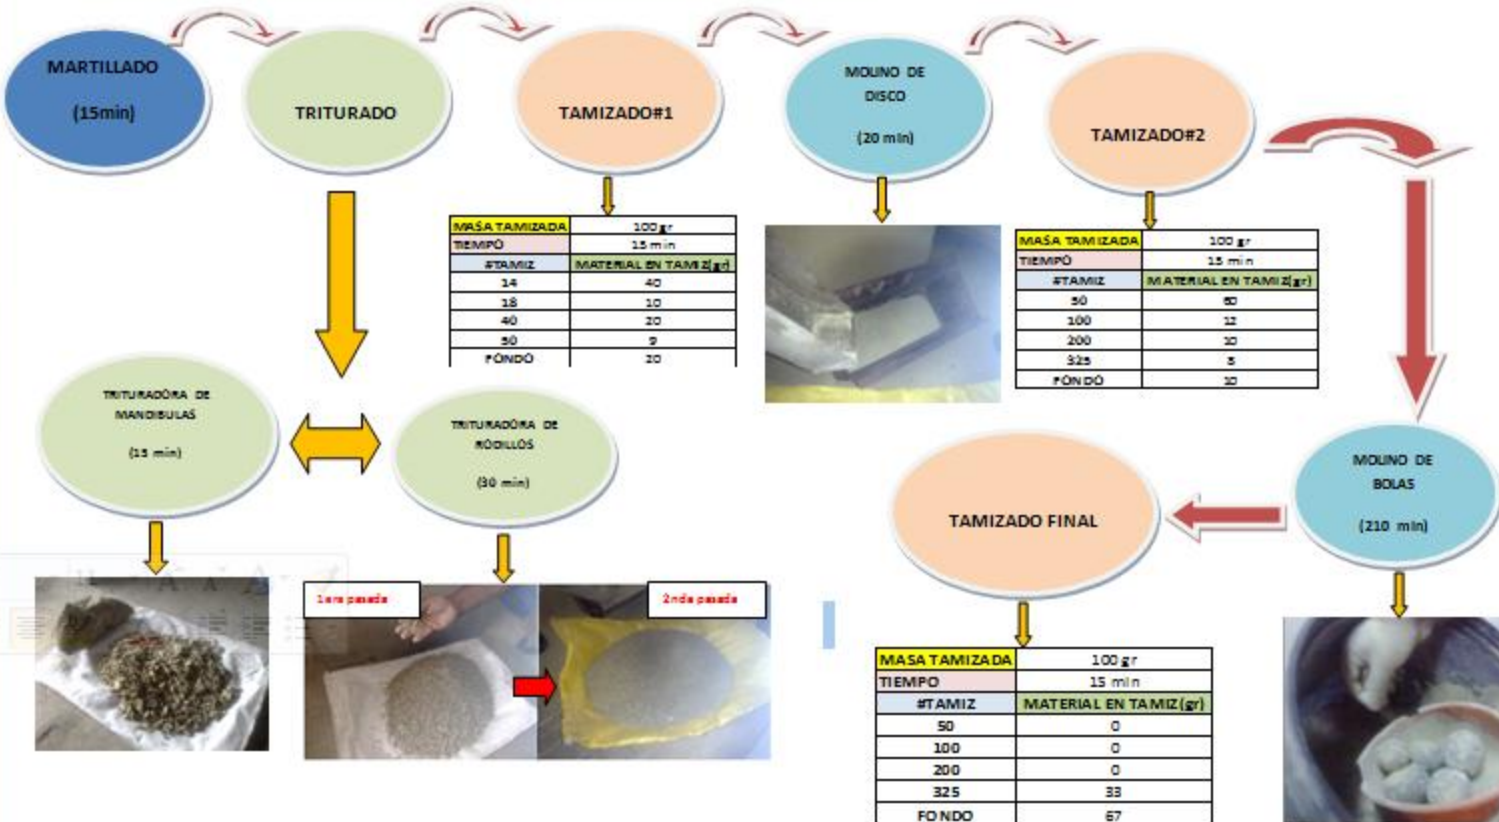 MARTILLADO
(15min)
TRITURADO
TAMIZADO#1
MOLINO DE
DISCO
(20 min)
TAMIZADO#2
MASA TAMIZADA 100 gr
TIEMPO 15 min
#TAMIZ MATERIAL EN TAMIZ(gr)
14 40
18 10
40 20
50 9
FONDO 20
MASA TAMIZADA 100 gr
TIEMPO 15 min
#TAMIZ MATERIAL EN TAMIZ(gr)
50 60
100 12
200 10
325
FONDO 10
TRITURADORA DE
MANDIBULAS
(15 min)
TRITURADORA DE
RODILLOS
(30 min)
MOLINO DE
BOLAS
(210 min)
TAMIZADO FINAL
1era pasada
2nda pasada
MASA TAMIZADA 100 gr
TIEMPO 15 min
#TAMIZ MATERIAL EN TAMIZ(gr)
50 0
100 0
200 0
325 33
FONDO 67